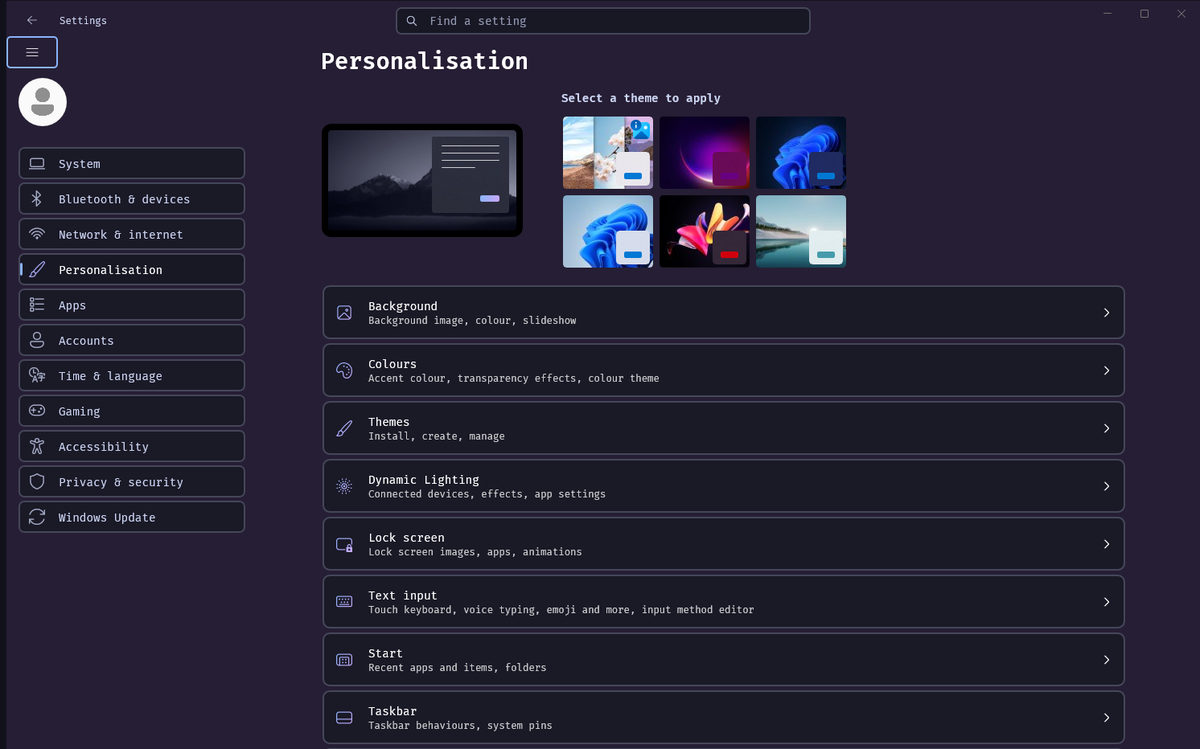 Settings
Find a setting
Personalisation
Select a theme to apply
System
Bluetooth & devices
Network & internet
Personalisation
Apps
Accounts
Time & language
Gaming
Accessibility
Privacy & security
Windows Update
Background
Background image, colour, slideshow
Colours
Accent colour, transparency effects, colour theme
Themes
Install, create, manage
Dynamic Lighting
Connected devices, effects, app settings
Lock screen
Lock screen images, apps, animations
Text input
Touch keyboard, voice typing, emoji and more, input method editor
Start
Recent apps and items, folders
Taskbar
Taskbar behaviours, system pins